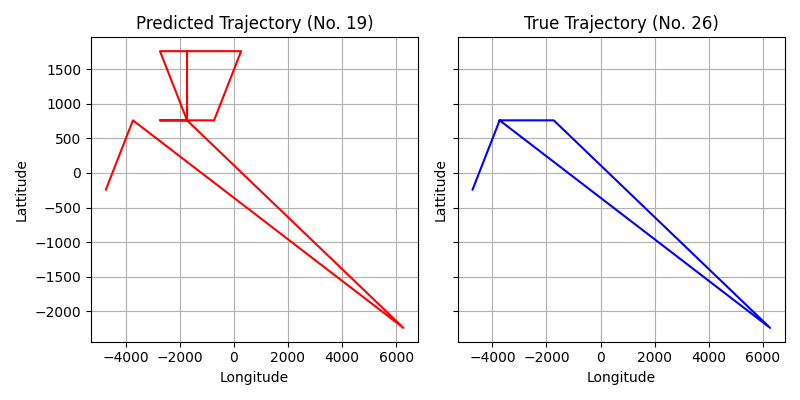 Predicted Trajectory (No. 19)
True Trajectory (No. 26)
Lattitude
1500
1000
500
0
−500
−1000
−1500
−2000
−4000 −2000 0 2000 4000 6000
Longitude
Lattitude
−4000 −2000 0 2000 4000 6000
Longitude